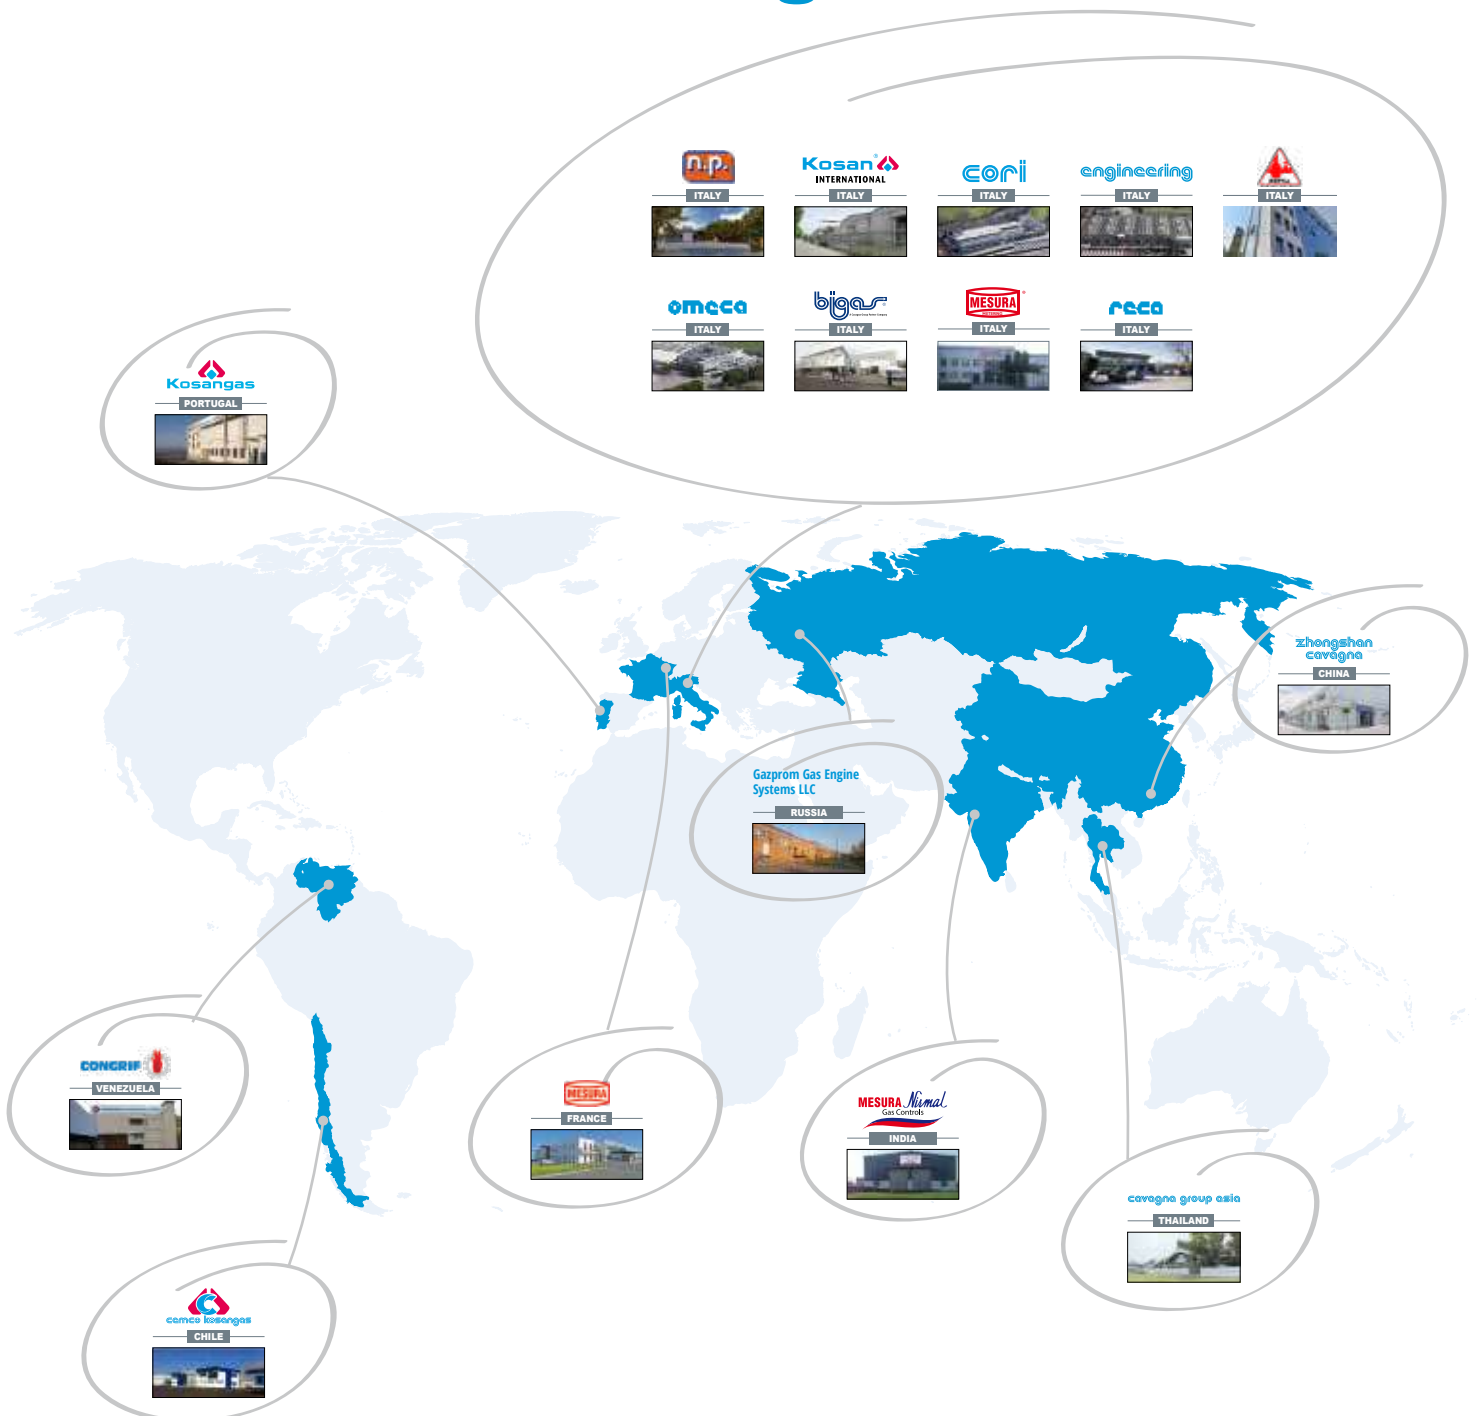 n.p.
Kosan®
INTERNATIONAL
cori
engineering
ITALY
ITALY
ITALY
ITALY
ITALY
omeca
bigas®
MESURA®
reca
ITALY
ITALY
ITALY
ITALY
Kosangas
PORTUGAL
zhongshan
cavagna
CHINA
Gazprom Gas Engine
Systems LLC
RUSSIA
CONGRIF
VENEZUELA
MESURA
FRANCE
MESURA Nirmal
Gas Controls
INDIA
cavagna group asia
THAILAND
C
cemco kosangas
CHILE